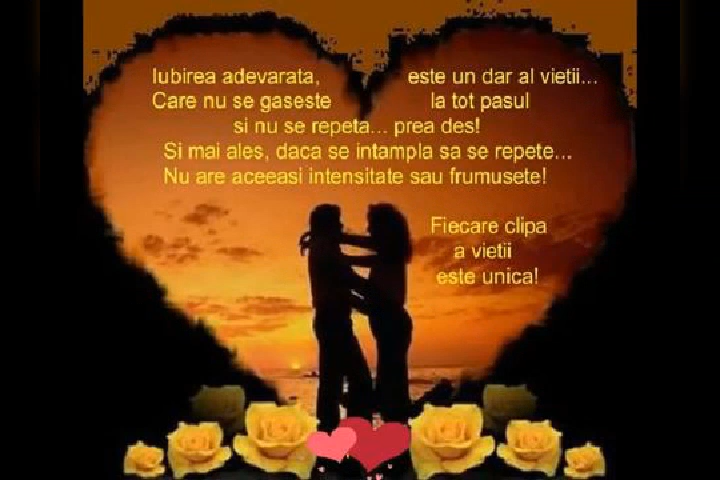 Iubirea adevarata, este un dar al vietii...
Care nu se gaseste la tot pasul
si nu se repeta... prea des!
Si mai ales, daca se intampla sa se repete...
Nu are aceeasi intensitate sau frumusete!
Fiecare clipa
a vietii
este unica!